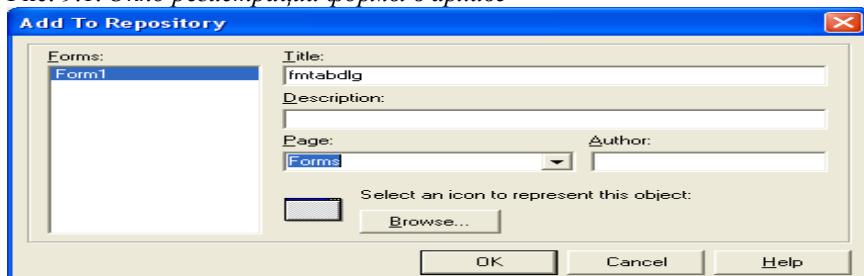 Add To Repository
Forms:
Form1
Title:
fmtabdlg
Description:
Page:
Author:
Forms
Select an icon to represent this object:
Browse...
OK
Cancel
Help